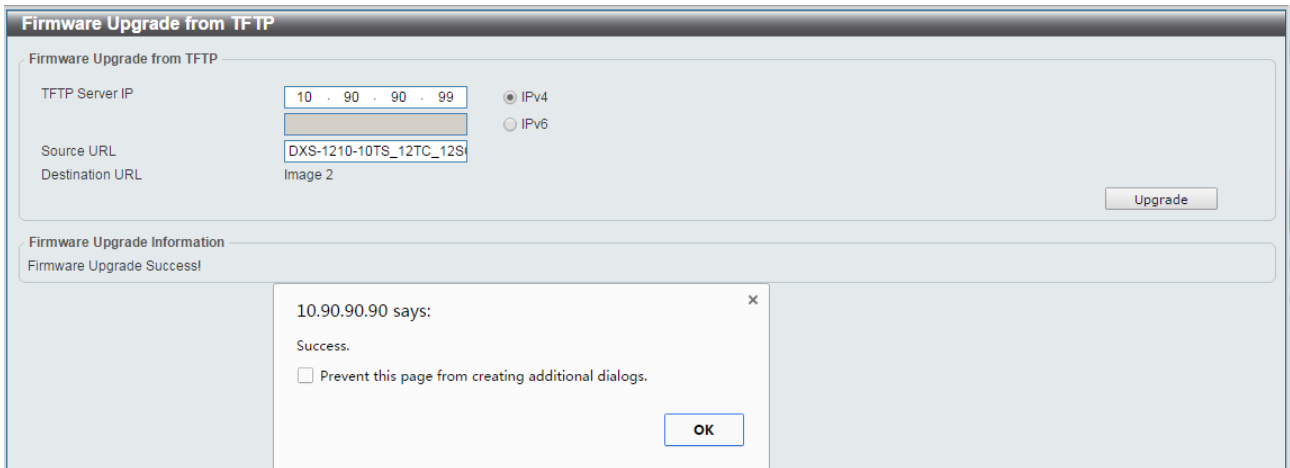 Firmware Upgrade from TFTP
Firmware Upgrade from TFTP
TFTP Server IP 10 . 90 . 90 . 99 IPv4
IPv6
Source URL DXS-1210-10TS_12TC_12S
Destination URL Image 2
Upgrade
Firmware Upgrade Information
Firmware Upgrade Success!
10.90.90.90 says: ×
Success.
Prevent this page from creating additional dialogs.
OK